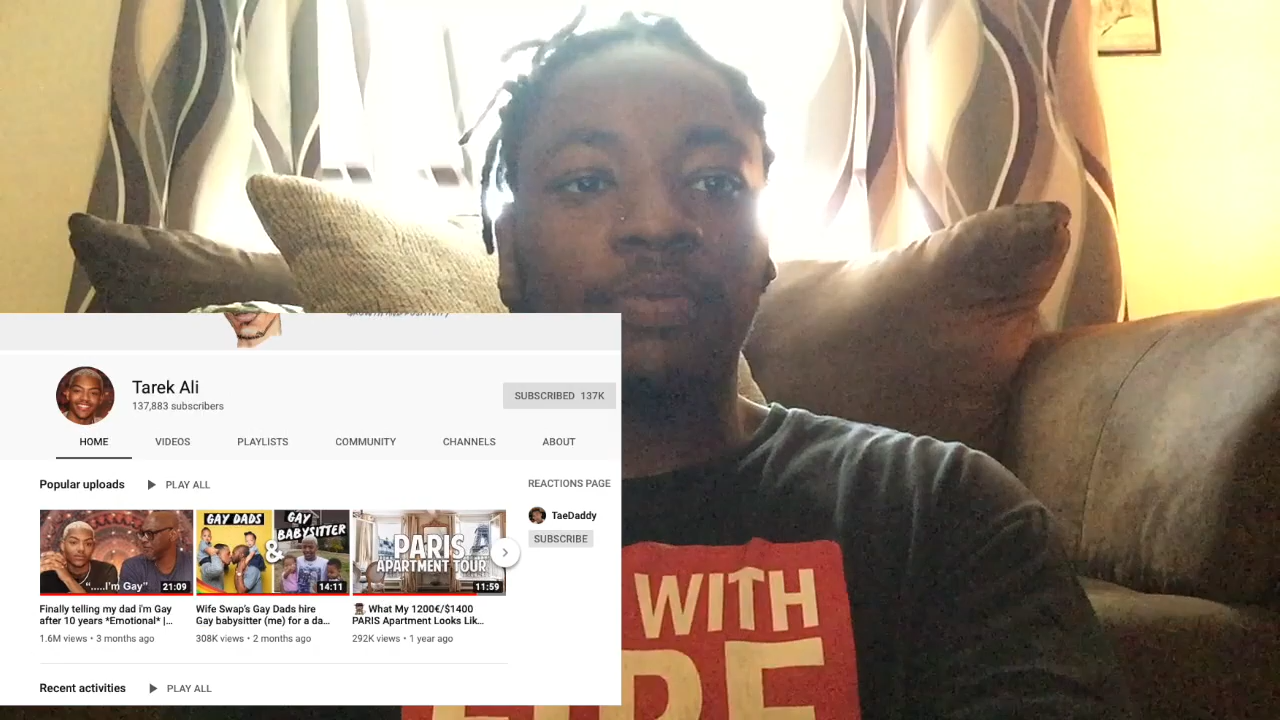 Tarek Ali
137,883 subscribers
SUBSCRIBED 137K
HOME VIDEOS PLAYLISTS COMMUNITY CHANNELS ABOUT
Popular uploads PLAY ALL
REACTIONS PAGE
TaeDaddy
SUBSCRIBE
".....I'm Gay" 21:09
GAY DADS & GAY BABYSITTER 14:11
PARIS
APARTMENT TOUR
11:59
Finally telling my dad i'm Gay
after 10 years *Emotional* |...
1.6M views • 3 months ago
Wife Swap's Gay Dads hire
Gay babysitter (me) for a da...
308K views • 2 months ago
What My 1200€/$1400
PARIS Apartment Looks Lik...
292K views • 1 year ago
Recent activities PLAY ALL
WITH